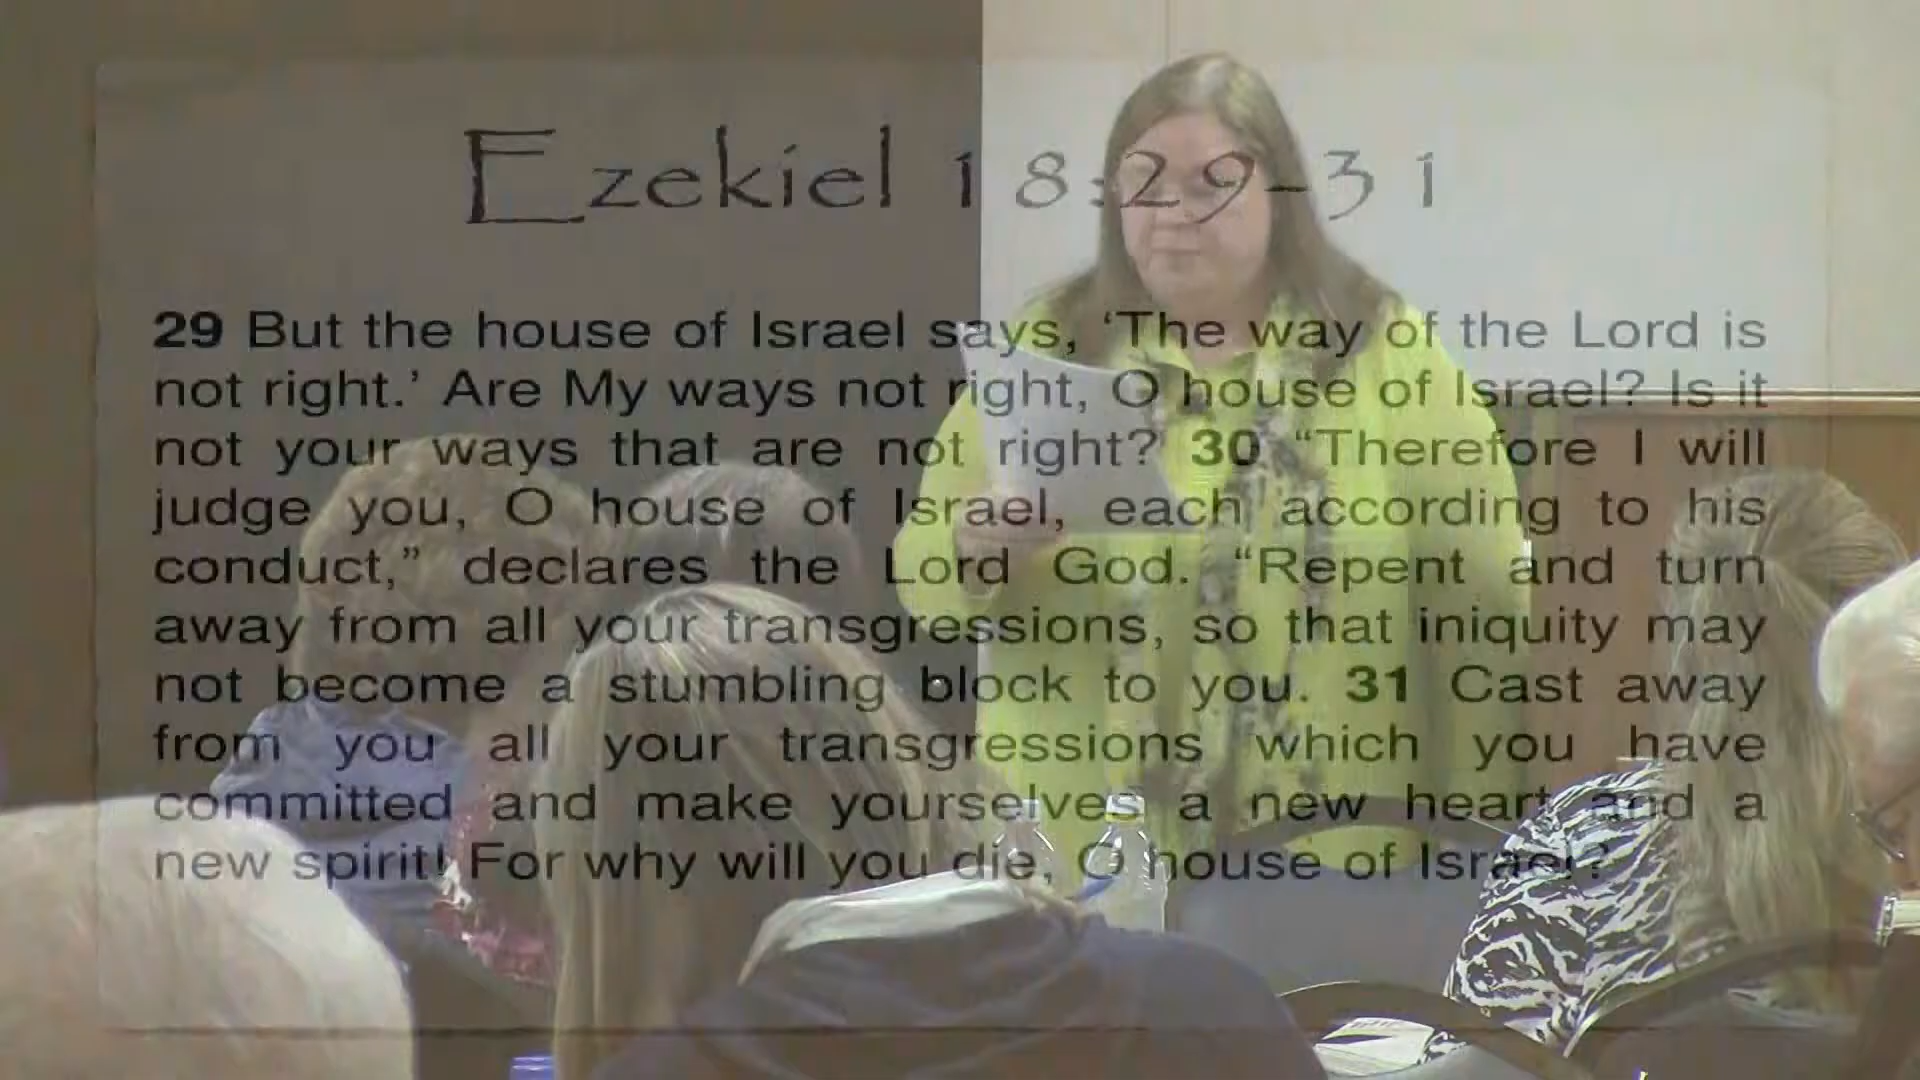 Ezekiel 18:29-31
29 But the house of Israel says, ‘The way of the Lord is
not right.’ Are My ways not right, O house of Israel? Is it
not your ways that are not right? 30 “Therefore I will
judge you, O house of Israel, each according to his
conduct,” declares the Lord God. “Repent and turn
away from all your transgressions, so that iniquity may
not become a stumbling block to you. 31 Cast away
from you all your transgressions which you have
committed and make yourselves a new heart and a
new spirit! For why will you die, O house of Israel?